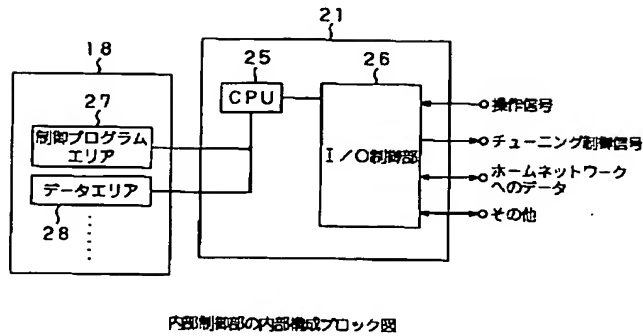 21
18
25
26
27
CPU
制御プログラム
エリア
I/O制御部
データエリア
28
操作信号
チューニング制御信号
ホームネットワーク
へのデータ
その他
内部制御部の内部構成ブロック図